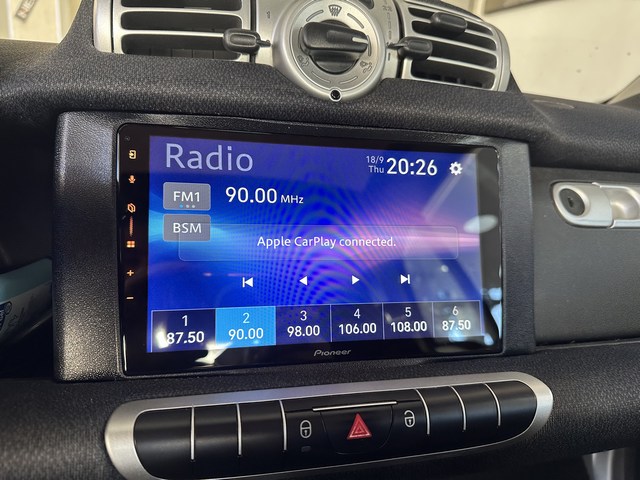 Radio
18/9
Thu
20:26
FM1
90.00 MHz
BSM
Apple CarPlay connected.
1 2 3 4 5 6
87.50 90.00 98.00 106.00 108.00 87.50
Pioneer